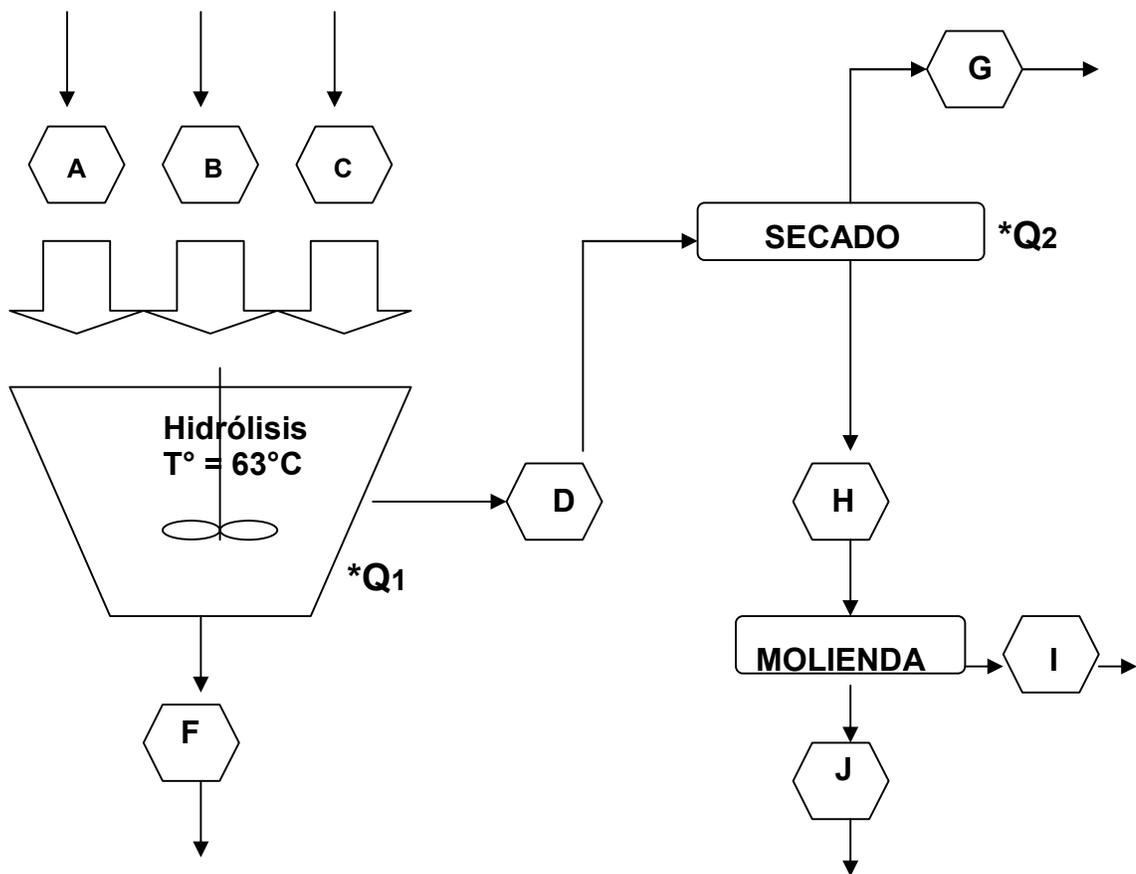 G
A B C
SECADO *Q2
Hidrólisis
T° = 63°C
D
H
*Q1
MOLIENDA I
F
J